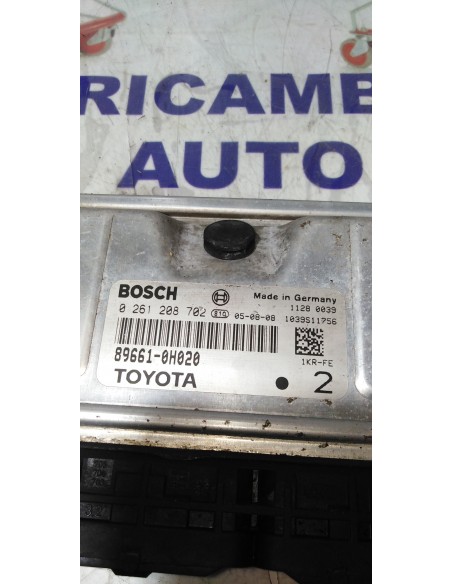 RICAMB
AUTO
BOSCH
Made in Germany
0 261 208 702 S1G 05-08-08
1128 0039
1039S11756
89661-0H020
1KR-FE
TOYOTA
2